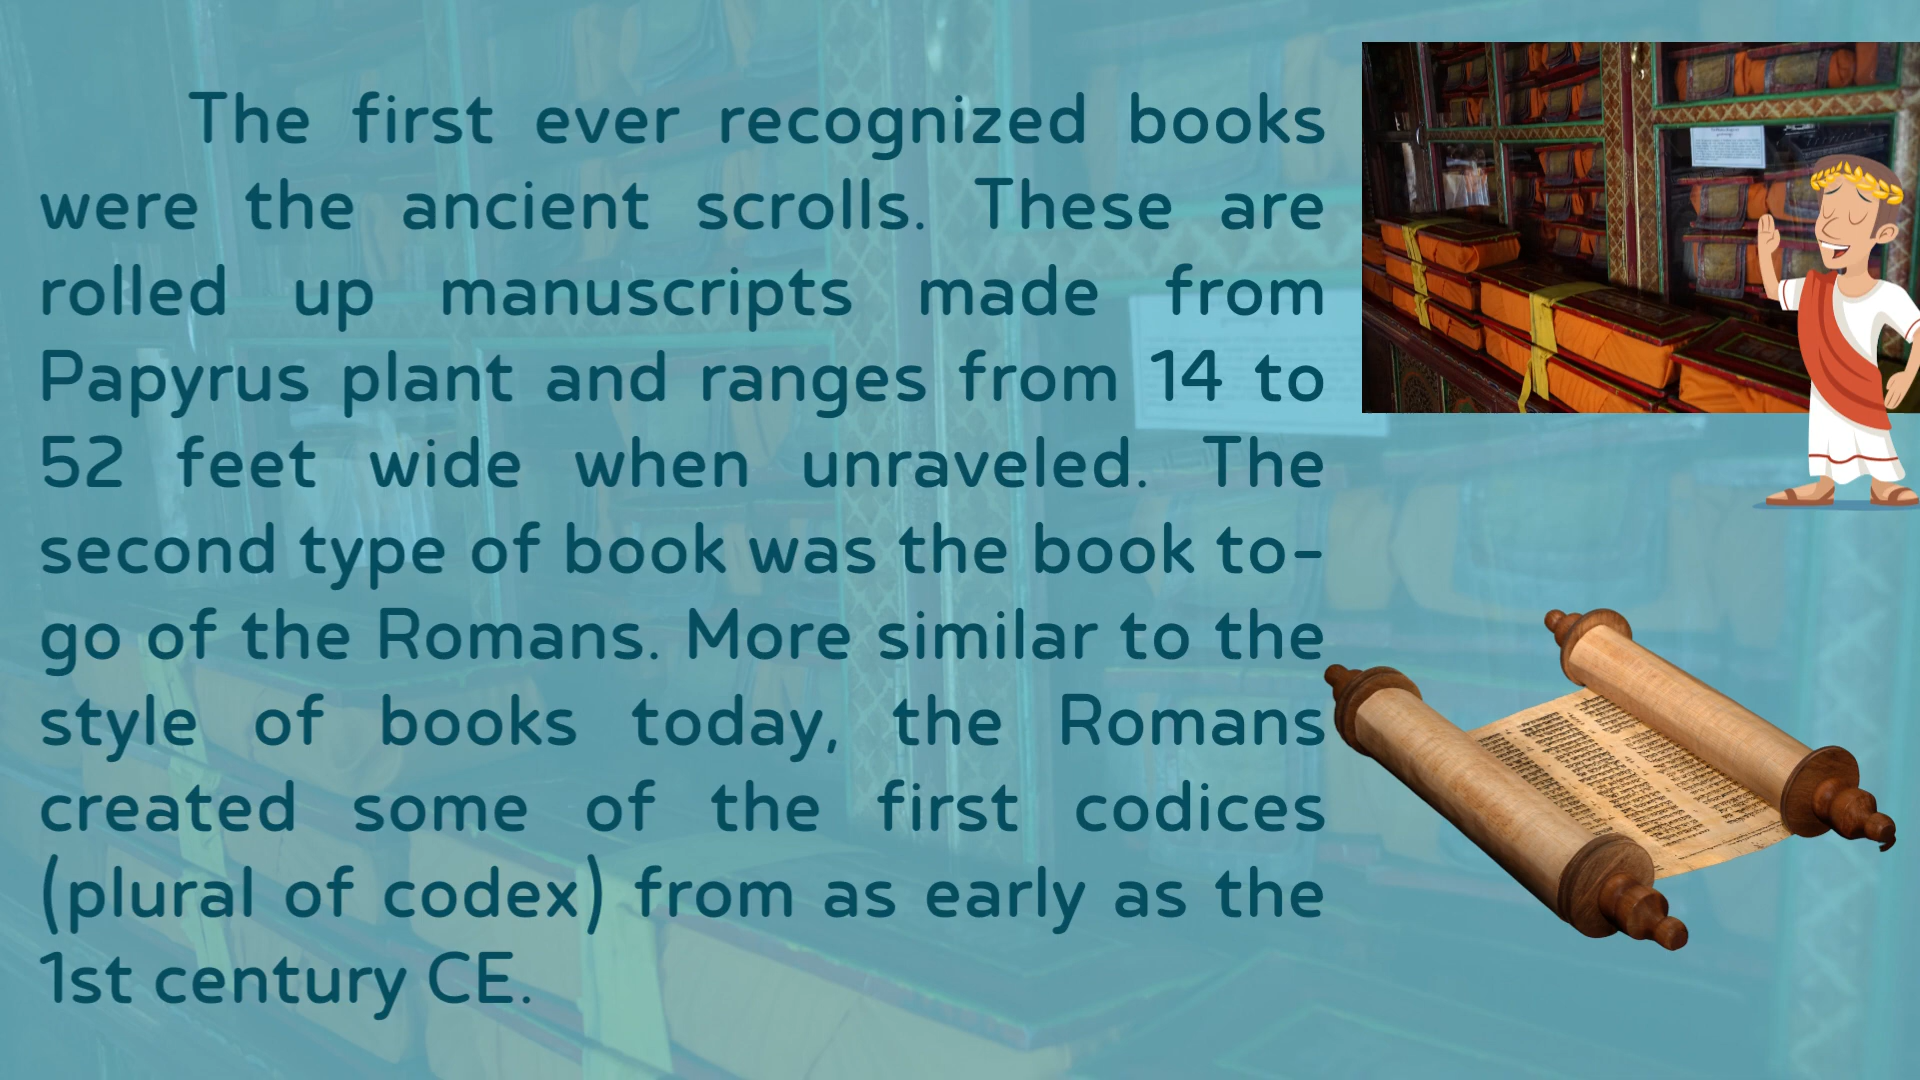 The first ever recognized books
were the ancient scrolls. These are
rolled up manuscripts made from
Papyrus plant and ranges from 14 to
52 feet wide when unraveled. The
second type of book was the book to-
go of the Romans. More similar to the
style of books today, the Romans
created some of the first codices
(plural of codex) from as early as the
1st century CE.